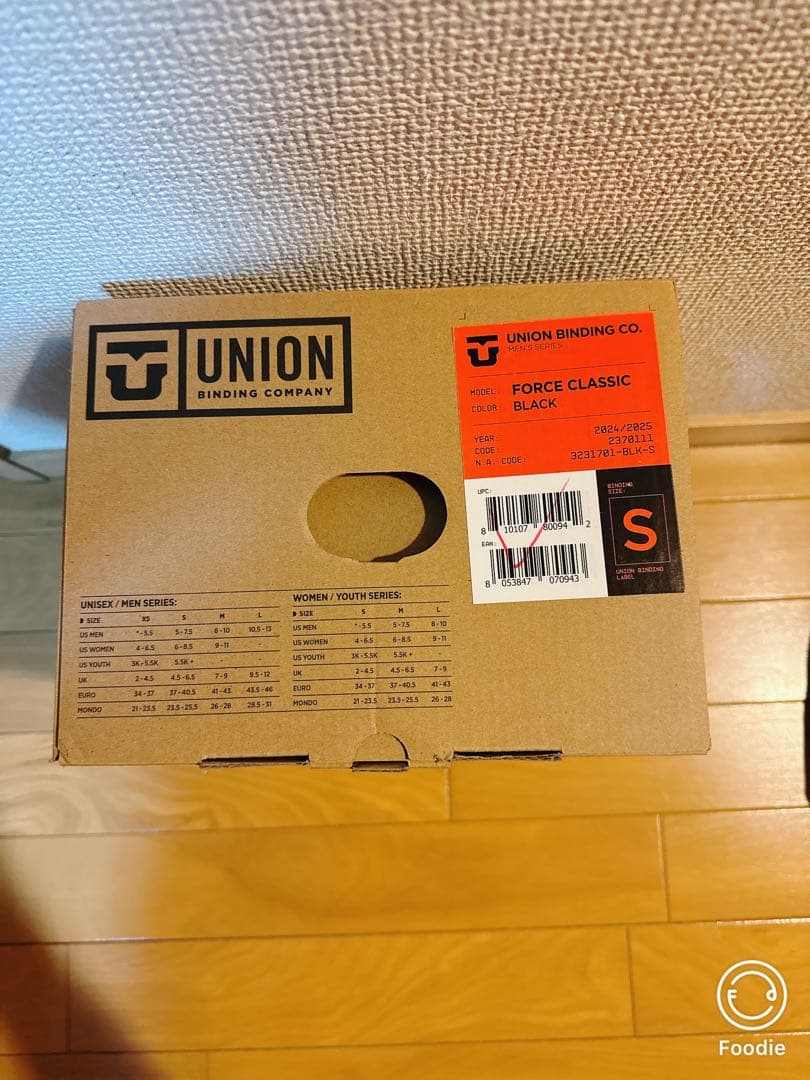 UNION
BINDING COMPANY
UNION BINDING CO.
MEN'S SERIES
MODEL: FORCE CLASSIC
COLOR: BLACK
YEAR: 2024/2025
CODE: 2370111
N.A. CODE: 3231701-BLK-S
UPC:
8 10107 80094 2
EAN:
8 053847 070943
BINDING
SIZE:
S
UNION BINDING
LABEL
UNISEX / MEN SERIES:
SIZE XS S M L
US MEN *-5.5 5-7.5 8-10 10.5-13
US WOMEN 4-6.5 6-8.5 9-11 -
US YOUTH 3K-5.5K 5.5K+ - -
UK 2-4.5 4.5-6.5 7-9 9.5-12
EURO 34-37 37-40.5 41-43 43.5-46
MONDO 21-23.5 23.5-25.5 26-28 28.5-31
WOMEN / YOUTH SERIES:
SIZE S M L
US MEN *-5.5 5-7.5 8-10
US WOMEN 4-6.5 6-8.5 9-11
US YOUTH 3K-5.5K 5.5K+ -
UK 2-4.5 4.5-6.5 7-9
EURO 34-37 37-40.5 41-43
MONDO 21-23.5 23.5-25.5 26-28
Foodie